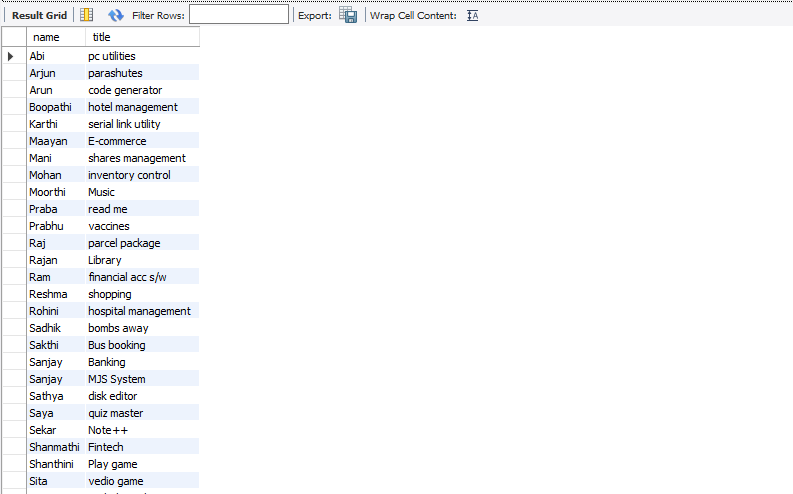 Result Grid Filter Rows: Export: Wrap Cell Content: IA
name title
Abi pc utilities
Arjun parashutes
Arun code generator
Boopathi hotel management
Karthi serial link utility
Maayan E-commerce
Mani shares management
Mohan inventory control
Moorthi Music
Praba read me
Prabhu vaccines
Raj parcel package
Rajan Library
Ram financial acc s/w
Reshma shopping
Rohini hospital management
Sadhik bombs away
Sakthi Bus booking
Sanjay Banking
Sanjay MJS System
Sathya disk editor
Saya quiz master
Sekar Note++
Shanmathi Fintech
Shanthini Play game
Sita vedio game